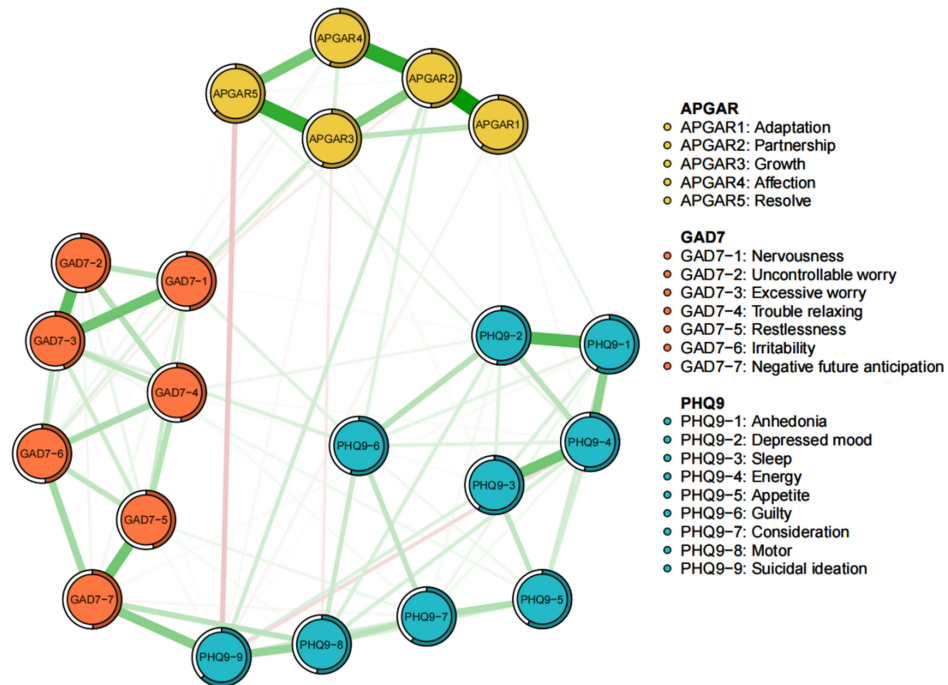 APGAR4
APGAR2
APGAR5
APGAR1
APGAR3
GAD7−2
GAD7−1
GAD7−3
GAD7−4
GAD7−6
GAD7−5
GAD7−7
PHQ9−2
PHQ9−1
PHQ9−4
PHQ9−6
PHQ9−3
PHQ9−5
PHQ9−7
PHQ9−8
PHQ9−9
APGAR
APGAR1: Adaptation
APGAR2: Partnership
APGAR3: Growth
APGAR4: Affection
APGAR5: Resolve
GAD7
GAD7−1: Nervousness
GAD7−2: Uncontrollable worry
GAD7−3: Excessive worry
GAD7−4: Trouble relaxing
GAD7−5: Restlessness
GAD7−6: Irritability
GAD7−7: Negative future anticipation
PHQ9
PHQ9−1: Anhedonia
PHQ9−2: Depressed mood
PHQ9−3: Sleep
PHQ9−4: Energy
PHQ9−5: Appetite
PHQ9−6: Guilty
PHQ9−7: Consideration
PHQ9−8: Motor
PHQ9−9: Suicidal ideation